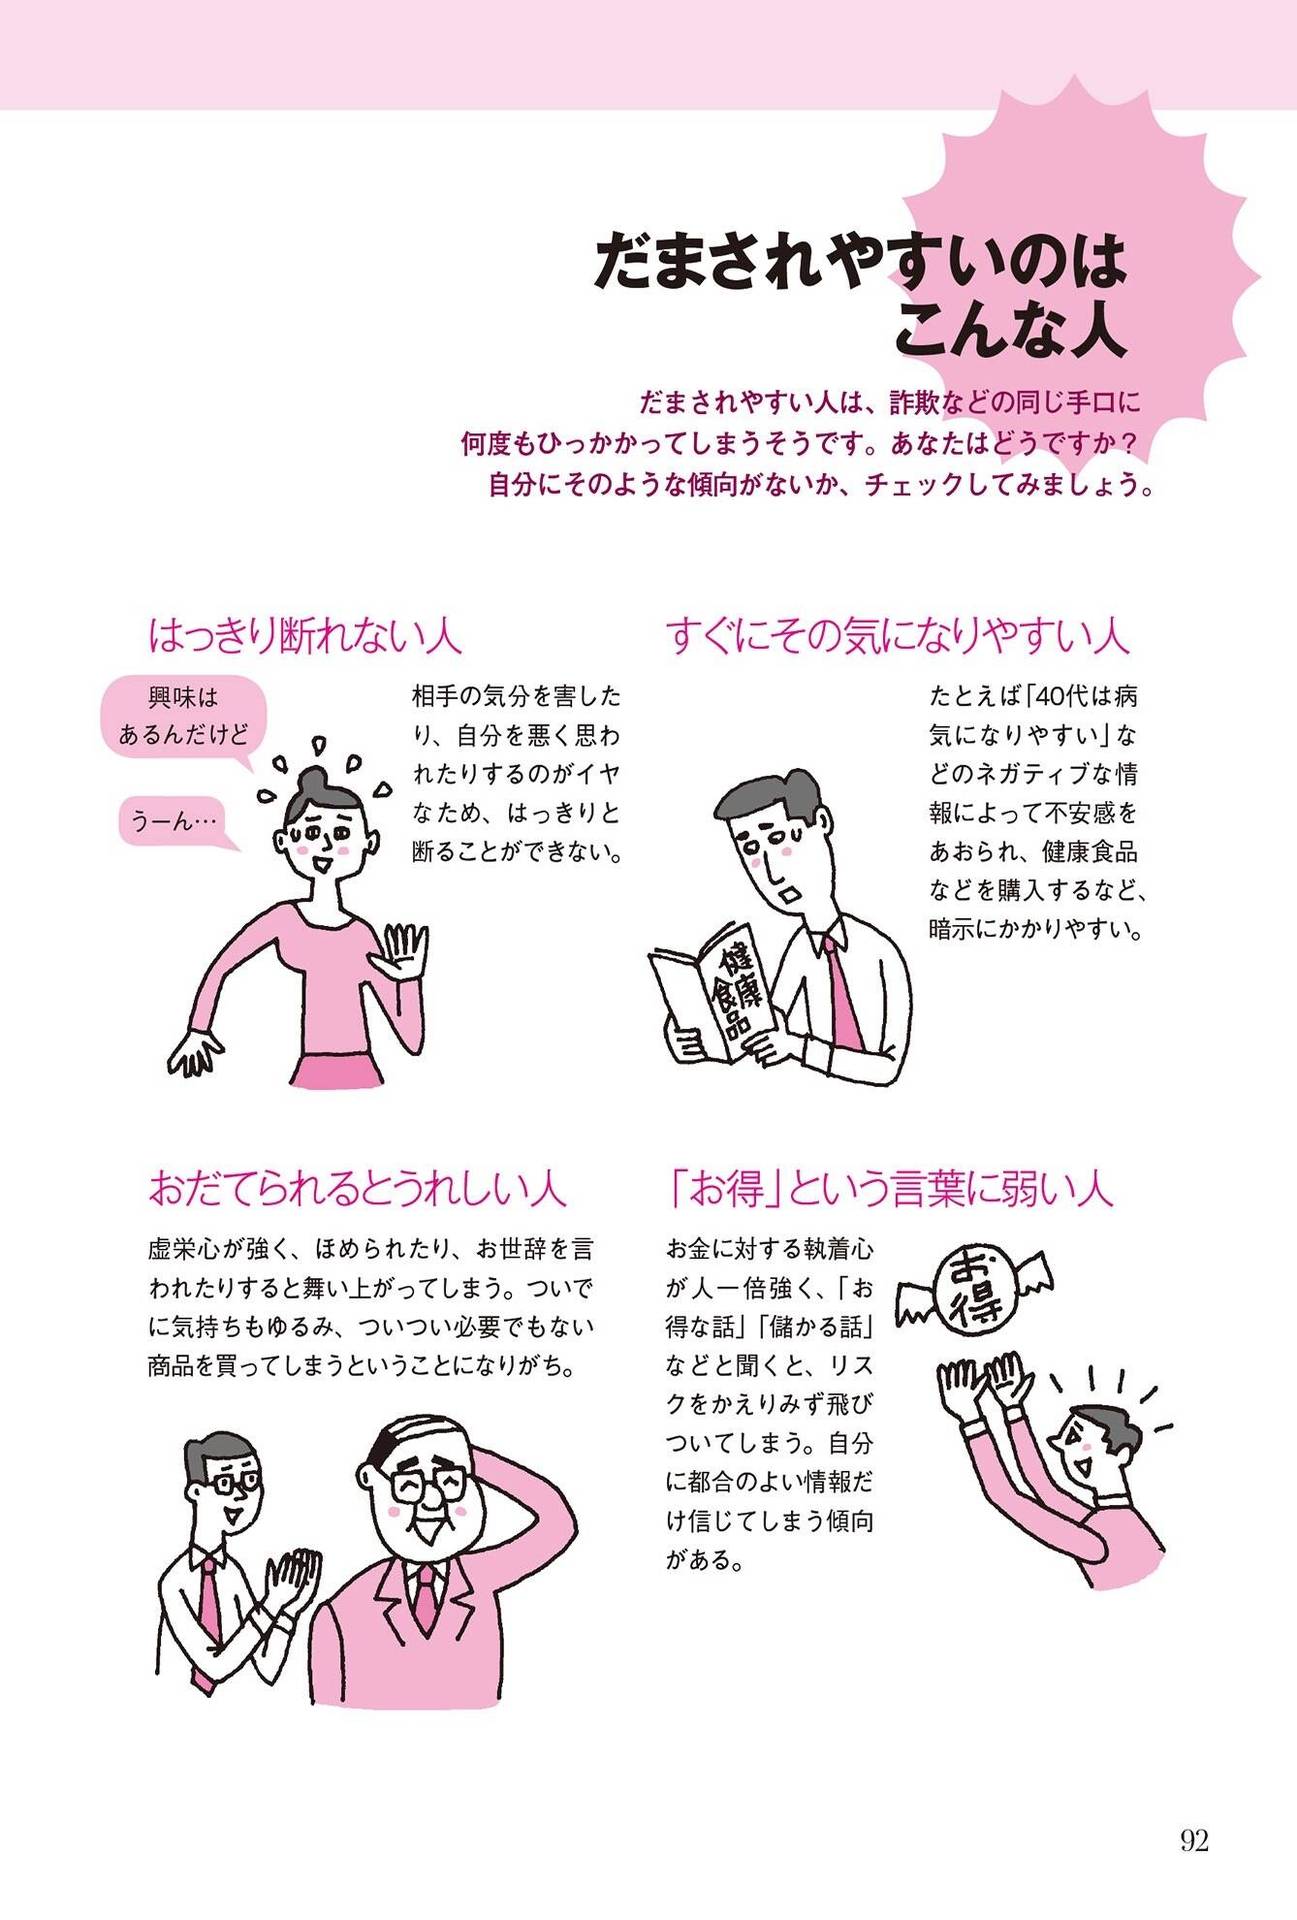 だまされやすいのは
こんな人
だまされやすい人は、詐欺などの同じ手口に
何度もひっかかってしまうそうです。あなたはどうですか？
自分にそのような傾向がないか、チェックしてみましょう。
はっきり断れない人
興味は
あるんだけど
うーん…
相手の気分を害した
り、自分を悪く思わ
れたりするのがイヤ
なため、はっきりと
断ることができない。
すぐにその気になりやすい人
たとえば「40代は病
気になりやすい」な
どのネガティブな情
報によって不安感を
あおられ、健康食品
などを購入するなど、
暗示にかかりやすい。
健康
食品
おだてられるとうれしい人
虚栄心が強く、ほめられたり、お世辞を言
われたりすると舞い上がってしまう。ついで
に気持ちもゆるみ、ついつい必要でもない
商品を買ってしまうということになりがち。
「お得」という言葉に弱い人
お金に対する執着心
が人一倍強く、「お
得な話」「儲かる話」
などと聞くと、リス
クをかえりみず飛び
ついてしまう。自分
に都合のよい情報だ
け信じてしまう傾向
がある。
お得
92